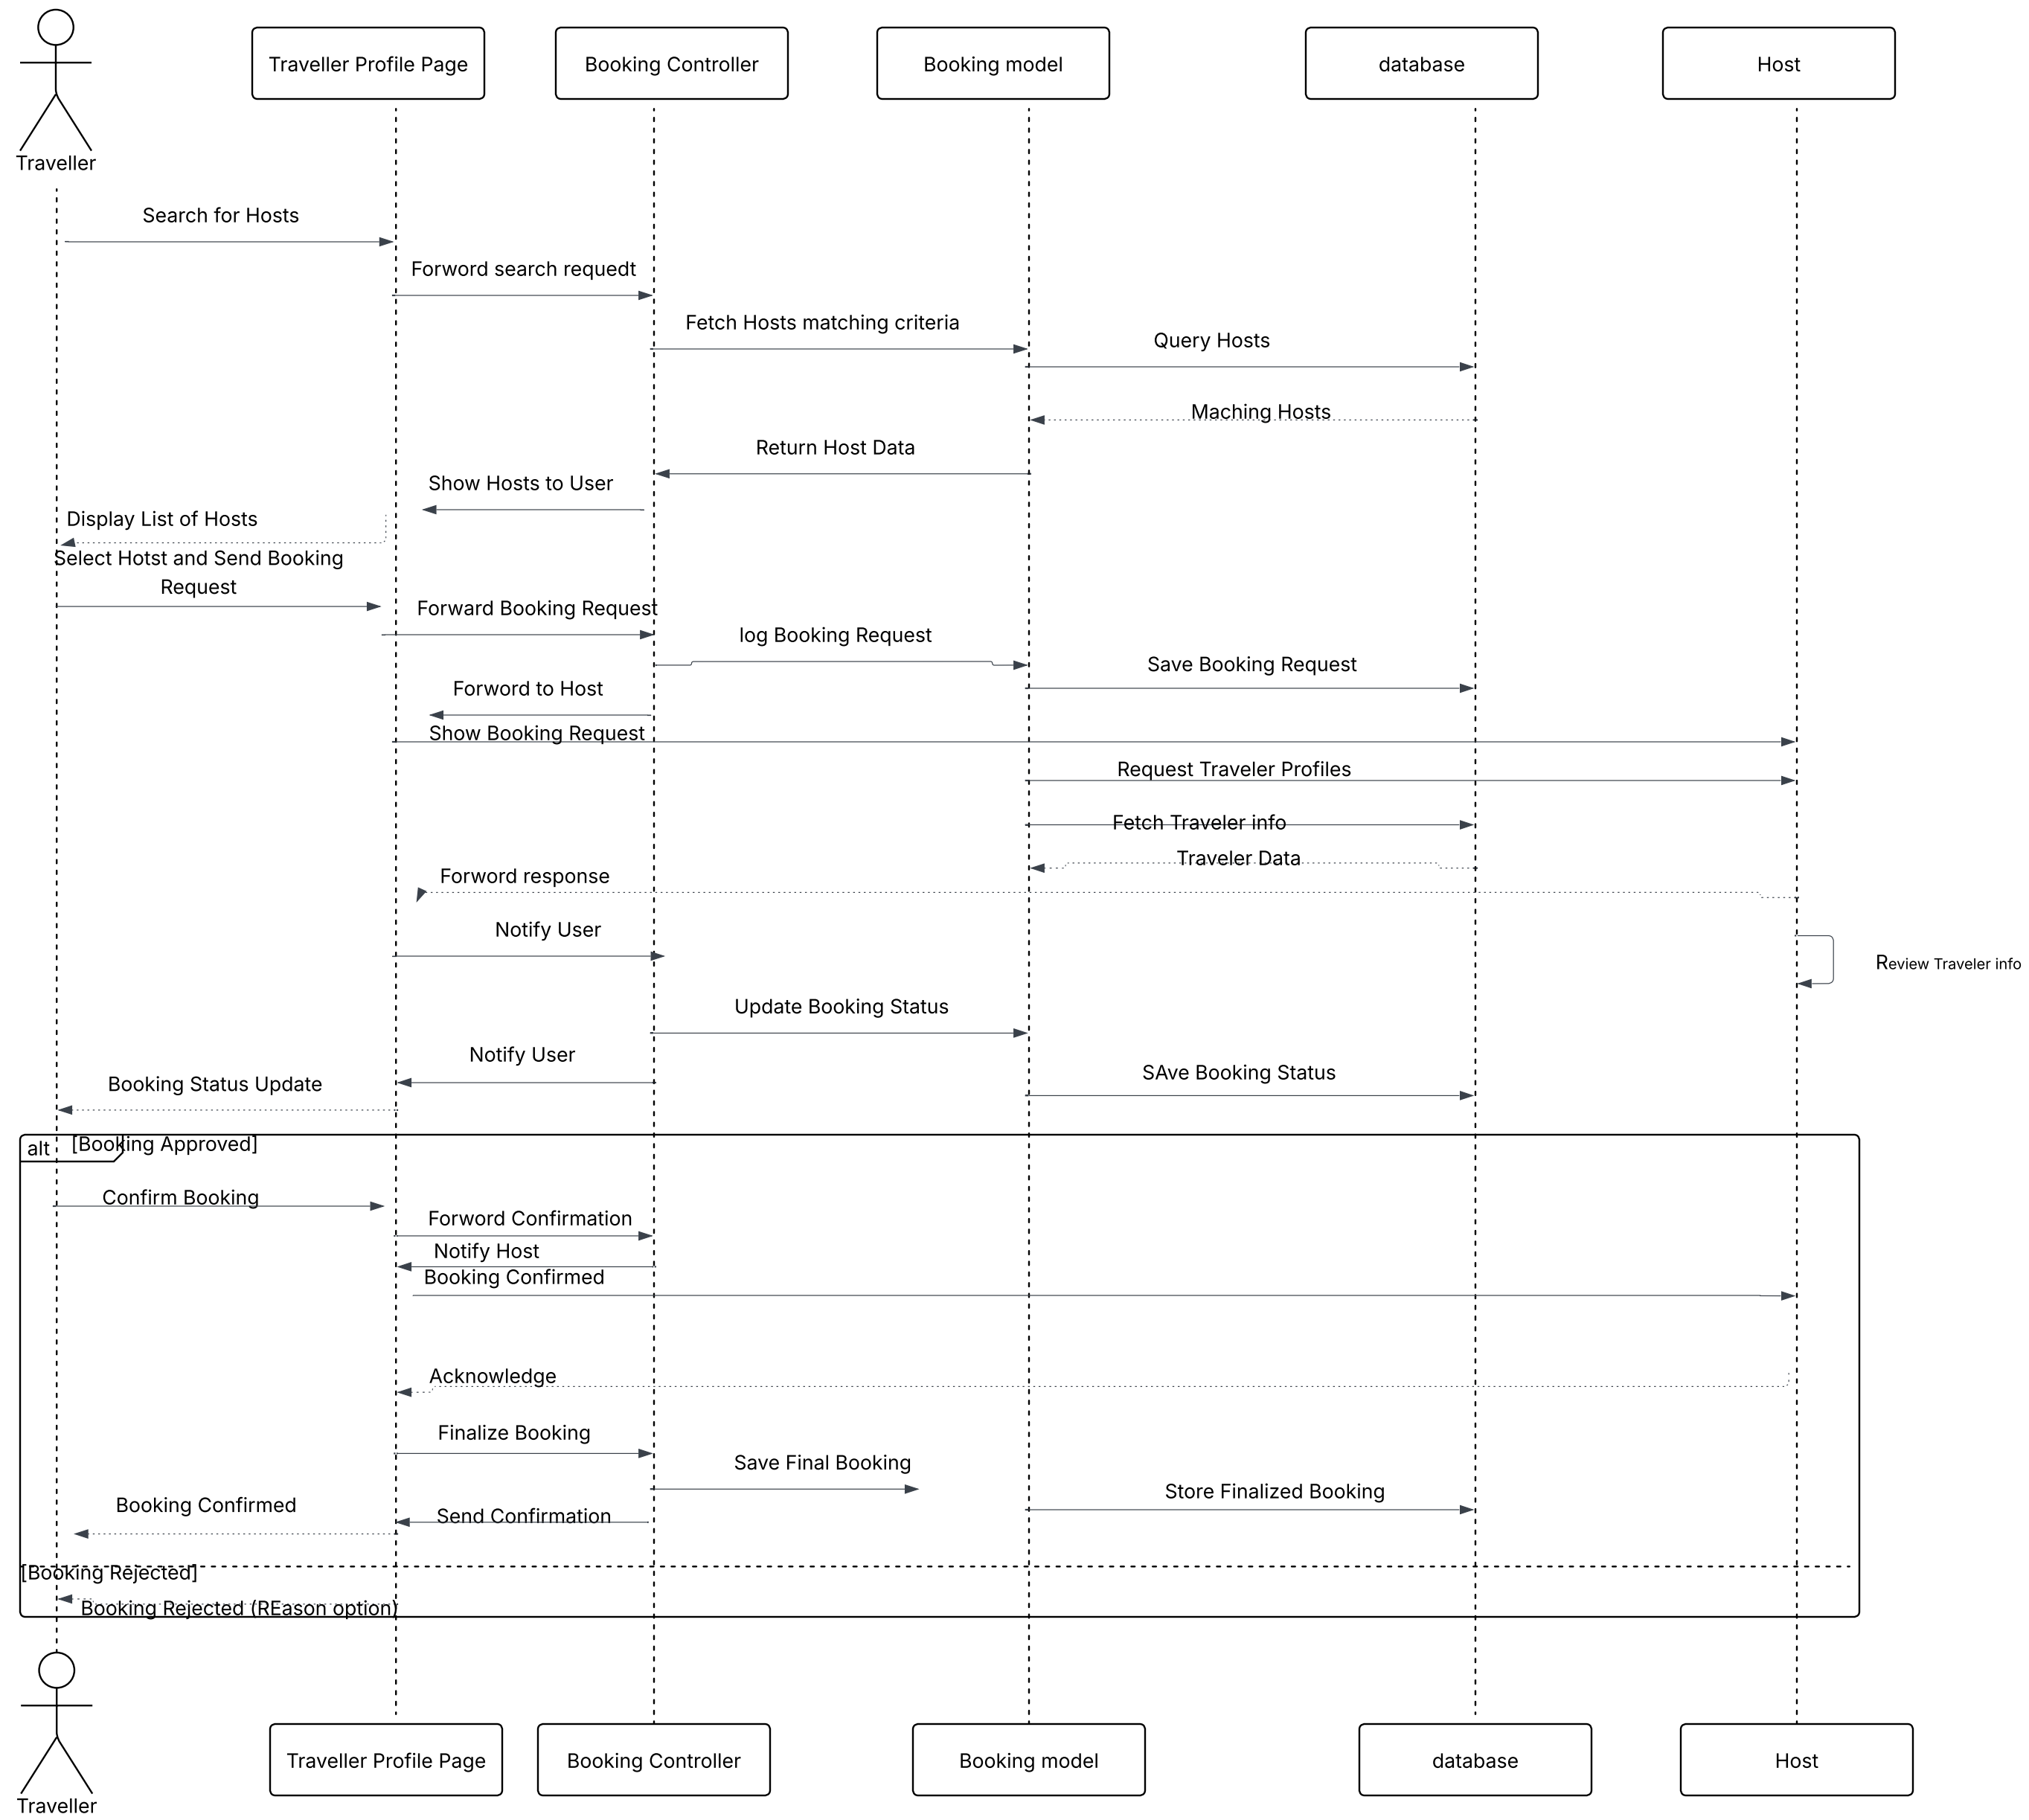 Traveller Profile Page
Booking Controller
Booking model
database
Host
Traveller
Search for Hosts
Forword search requedt
Fetch Hosts matching criteria
Query Hosts
Maching Hosts
Return Host Data
Show Hosts to User
Display List of Hosts
Select Hotst and Send Booking
Request
Forward Booking Request
log Booking Request
Save Booking Request
Forword to Host
Show Booking Request
Request Traveler Profiles
Fetch Traveler info
Traveler Data
Forword response
Notify User
Review Traveler info
Update Booking Status
Notify User
SAve Booking Status
Booking Status Update
alt
[Booking Approved]
Confirm Booking
Forword Confirmation
Notify Host
Booking Confirmed
Acknowledge
Finalize Booking
Save Final Booking
Store Finalized Booking
Booking Confirmed
Send Confirmation
[Booking Rejected]
Booking Rejected (REason option)
Traveller Profile Page
Booking Controller
Booking model
database
Host
Traveller